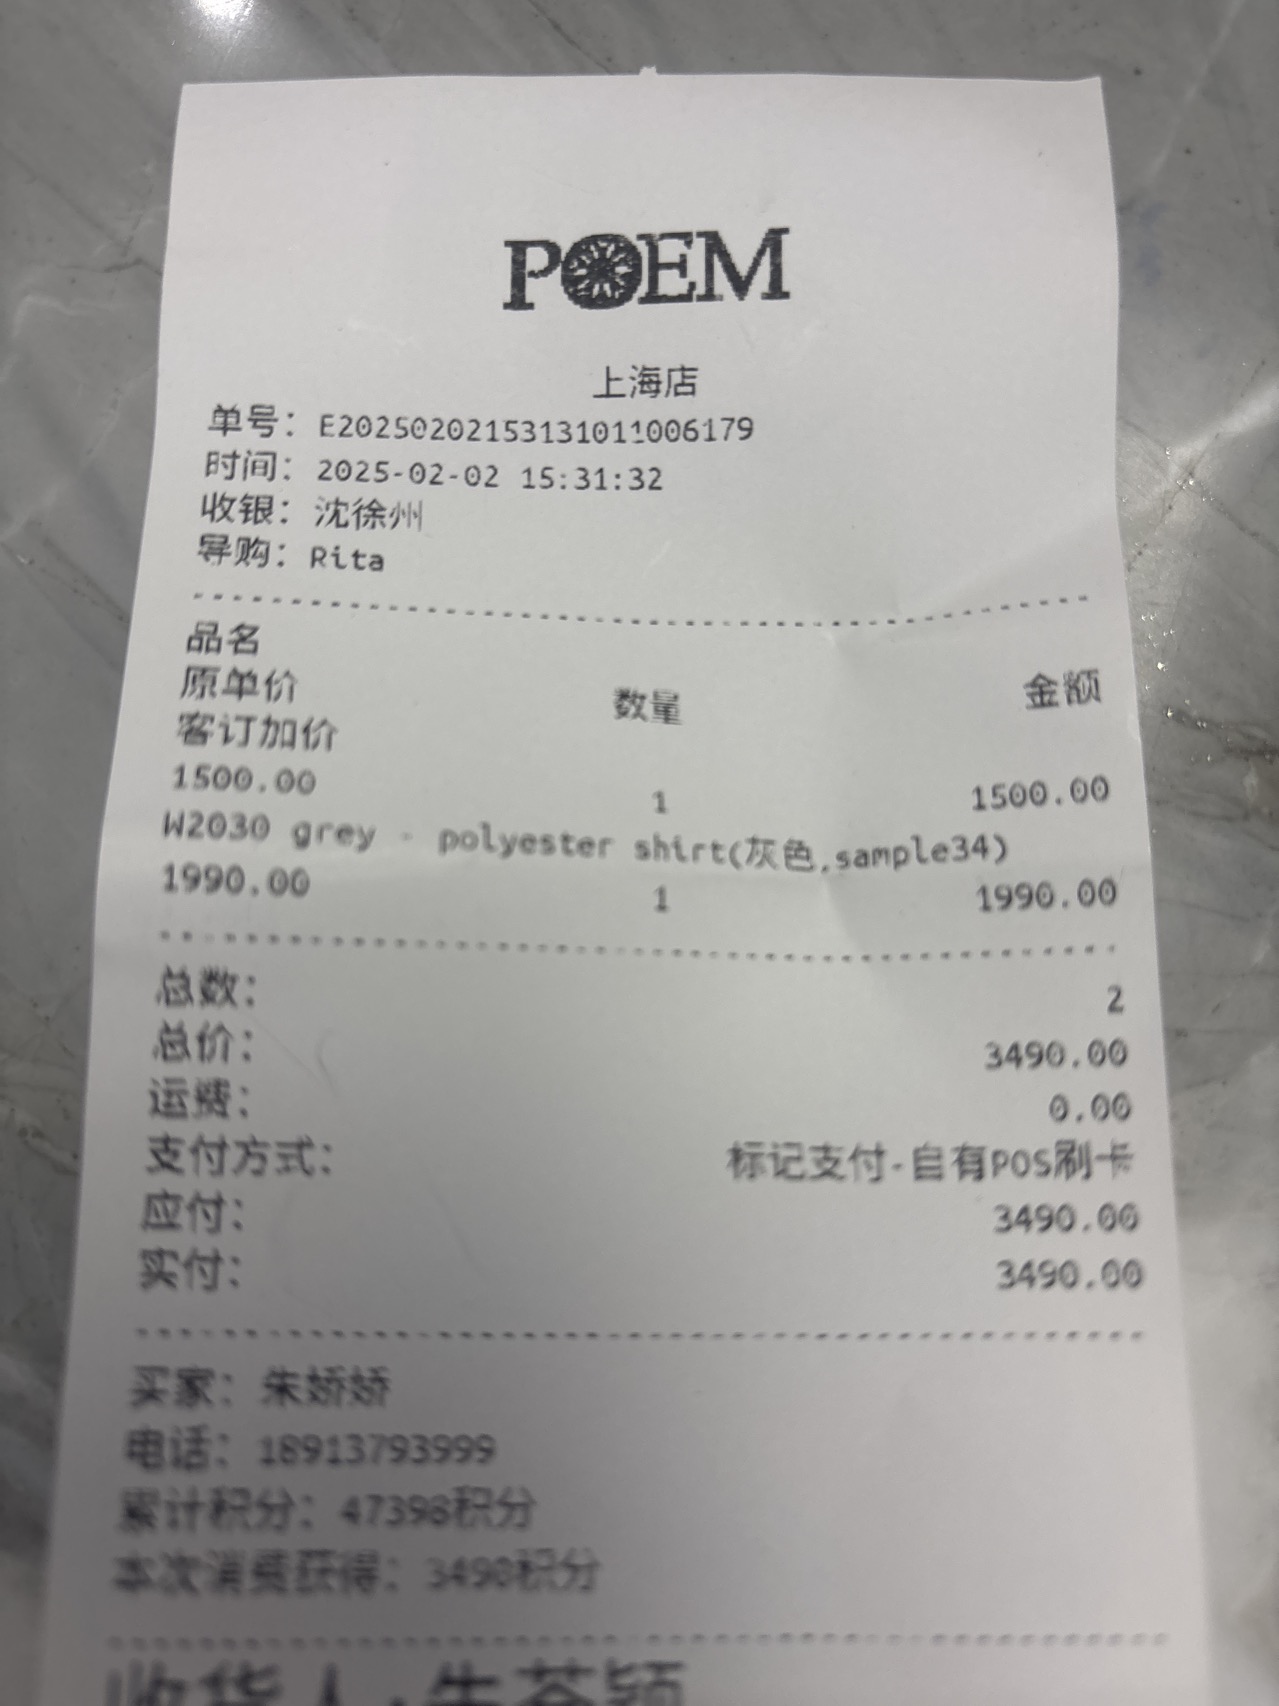 POEM
上海店
单号：E20250202153131011006179
时间：2025-02-02 15:31:32
收银：沈徐州
导购：Rita
品名
原单价 数量 金额
客订加价
1500.00 1 1500.00
W2030 grey - polyester shirt(灰色,sample34)
1990.00 1 1990.00
总数： 2
总价： 3490.00
运费： 0.00
支付方式： 标记支付-自有POS刷卡
应付： 3490.00
实付： 3490.00
买家：朱娇娇
电话：18913793999
累计积分：47398积分
本次消费获得：3490积分
收货人:朱